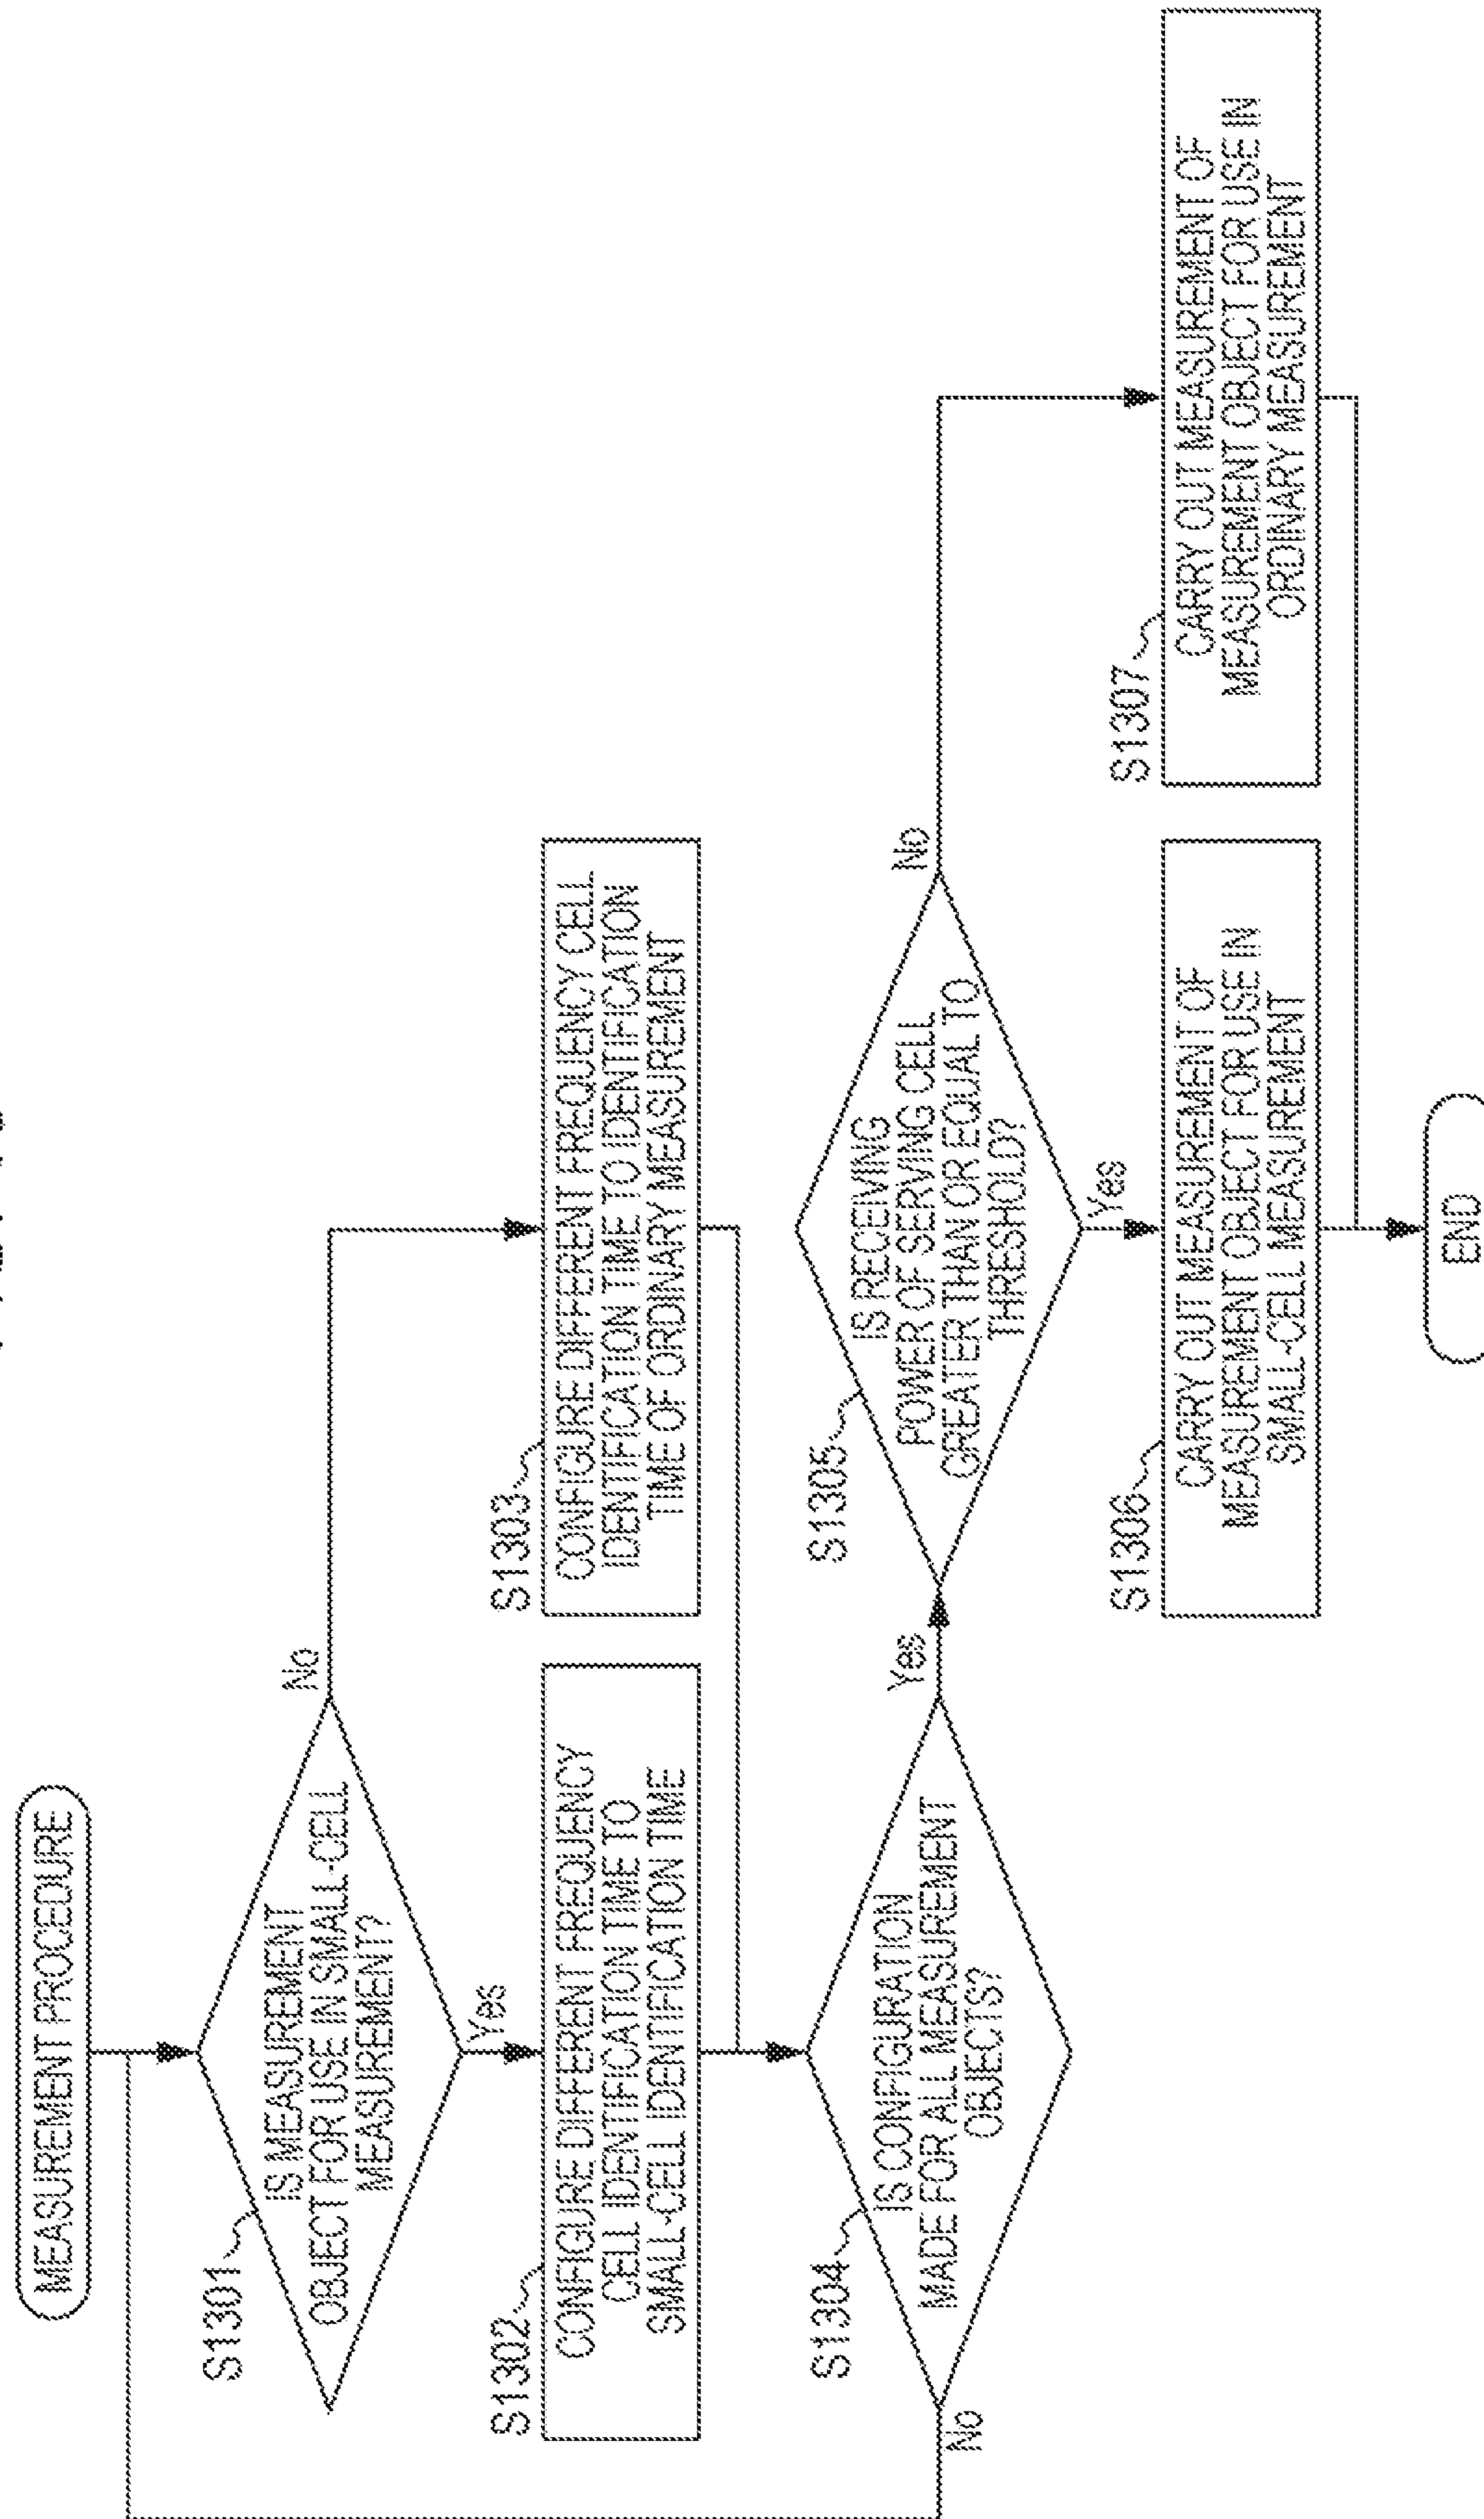 MEASUREMENT PROCEDURE
S1301
IS MEASUREMENT
OBJECT FOR USE IN SMALL-CELL
MEASUREMENT?
No
Yes
S1302
CONFIGURE DIFFERENT FREQUENCY
CELL IDENTIFICATION TIME TO
SMALL-CELL IDENTIFICATION TIME
S1303
CONFIGURE DIFFERENT FREQUENCY CELL
IDENTIFICATION TIME TO IDENTIFICATION
TIME OF ORDINARY MEASUREMENT
S1304
IS CONFIGURATION
MADE FOR ALL MEASUREMENT
OBJECTS?
No
Yes
S1305
IS RECEIVING
POWER OF SERVING CELL
GREATER THAN OR EQUAL TO
THRESHOLD?
No
Yes
S1306
CARRY OUT MEASUREMENT OF
MEASUREMENT OBJECT FOR USE IN
SMALL-CELL MEASUREMENT
S1307
CARRY OUT MEASUREMENT OF
MEASUREMENT OBJECT FOR USE IN
ORDINARY MEASUREMENT
END